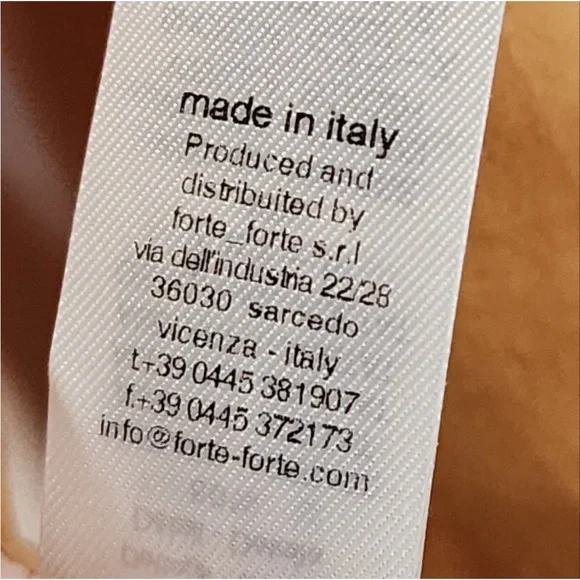 made in italy
Produced and
distribuited by
forte_forte s.r.l
via dell'industria 22/28
36030 sarcedo
vicenza - italy
t.+39 0445 381907
f.+39 0445 372173
info@forte-forte.com